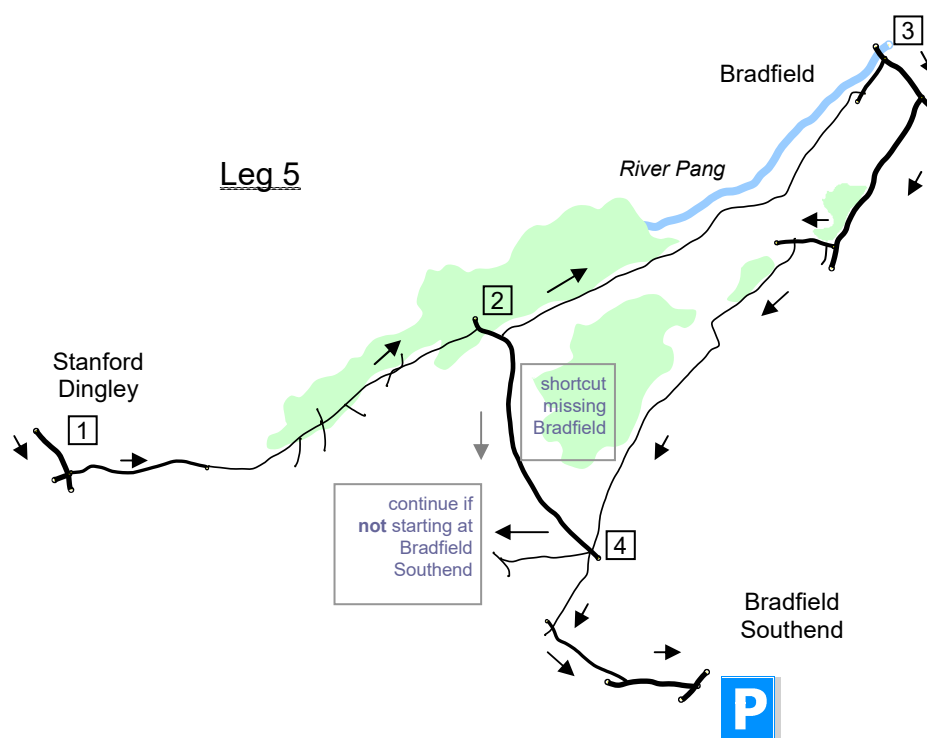 3
Bradfield
River Pang
Leg 5
2
Stanford
Dingley
1
shortcut
missing
Bradfield
continue if
not starting at
Bradfield
Southend
4
Bradfield
Southend
P